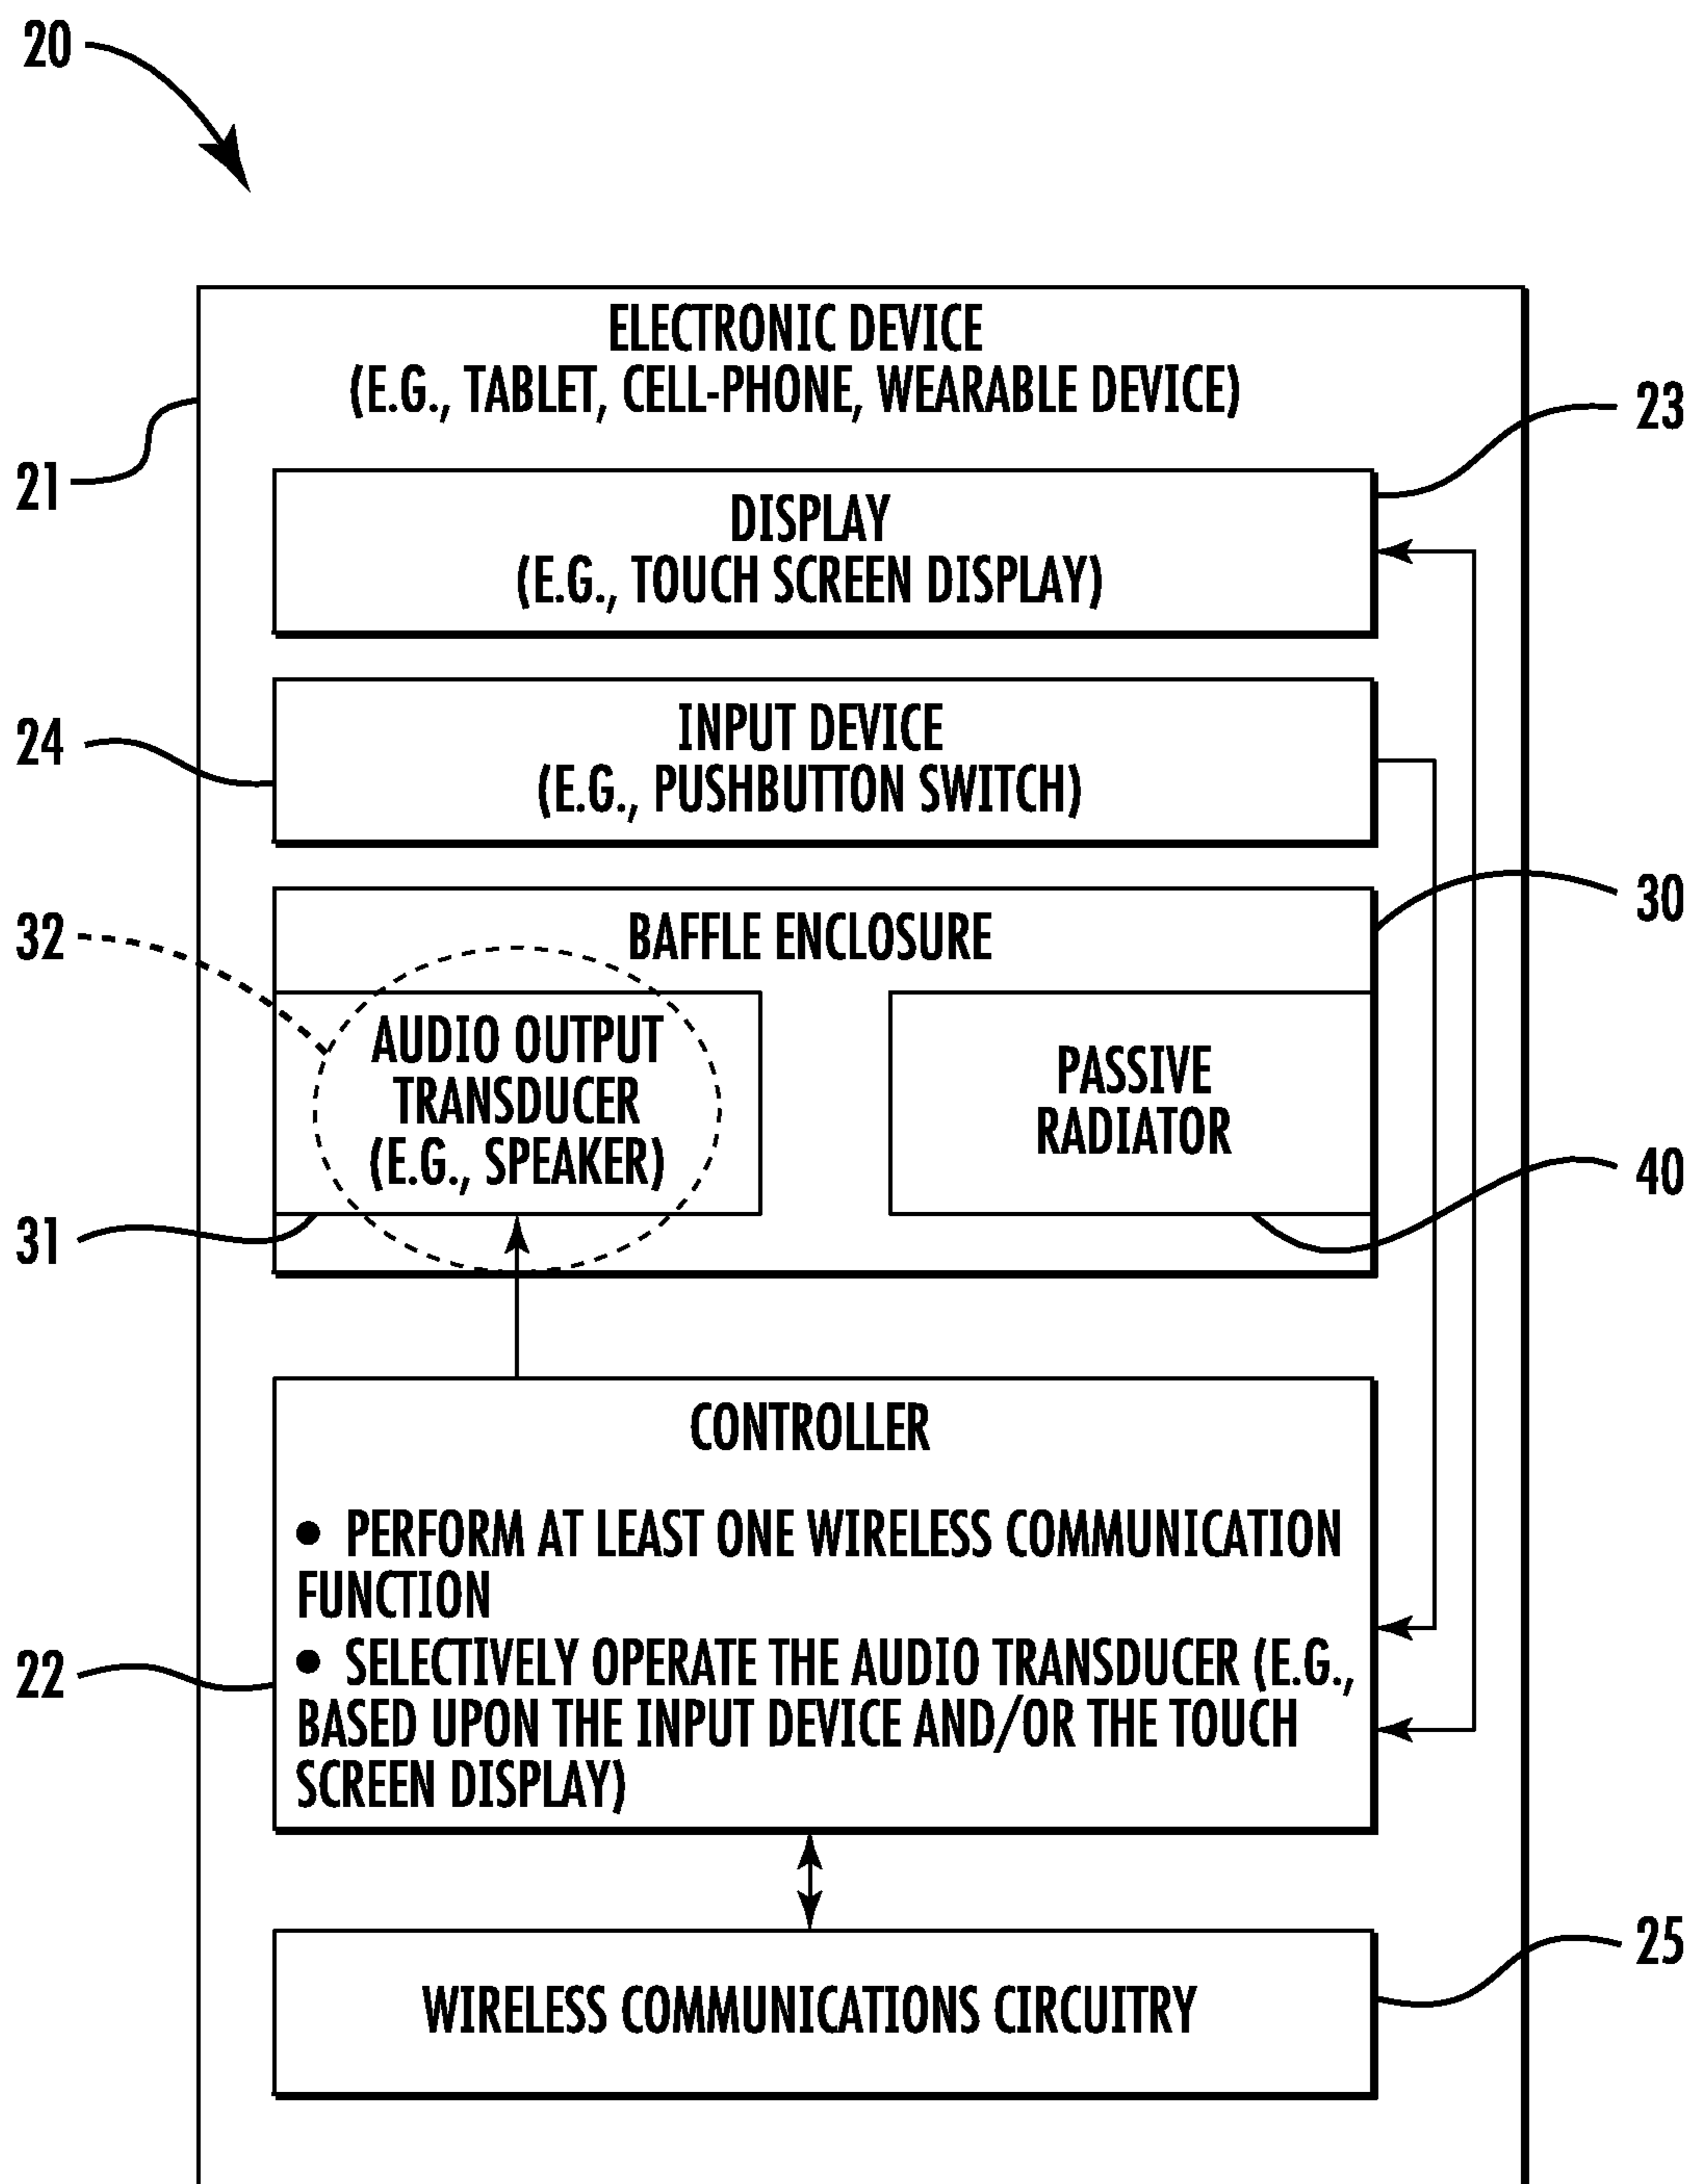 20
ELECTRONIC DEVICE
(E.G., TABLET, CELL-PHONE, WEARABLE DEVICE)
23
21
DISPLAY
(E.G., TOUCH SCREEN DISPLAY)
24
INPUT DEVICE
(E.G., PUSHBUTTON SWITCH)
30
32
BAFFLE ENCLOSURE
AUDIO OUTPUT
TRANSDUCER
(E.G., SPEAKER)
PASSIVE
RADIATOR
40
31
CONTROLLER
● PERFORM AT LEAST ONE WIRELESS COMMUNICATION
FUNCTION
● SELECTIVELY OPERATE THE AUDIO TRANSDUCER (E.G.,
BASED UPON THE INPUT DEVICE AND/OR THE TOUCH
SCREEN DISPLAY)
22
25
WIRELESS COMMUNICATIONS CIRCUITRY